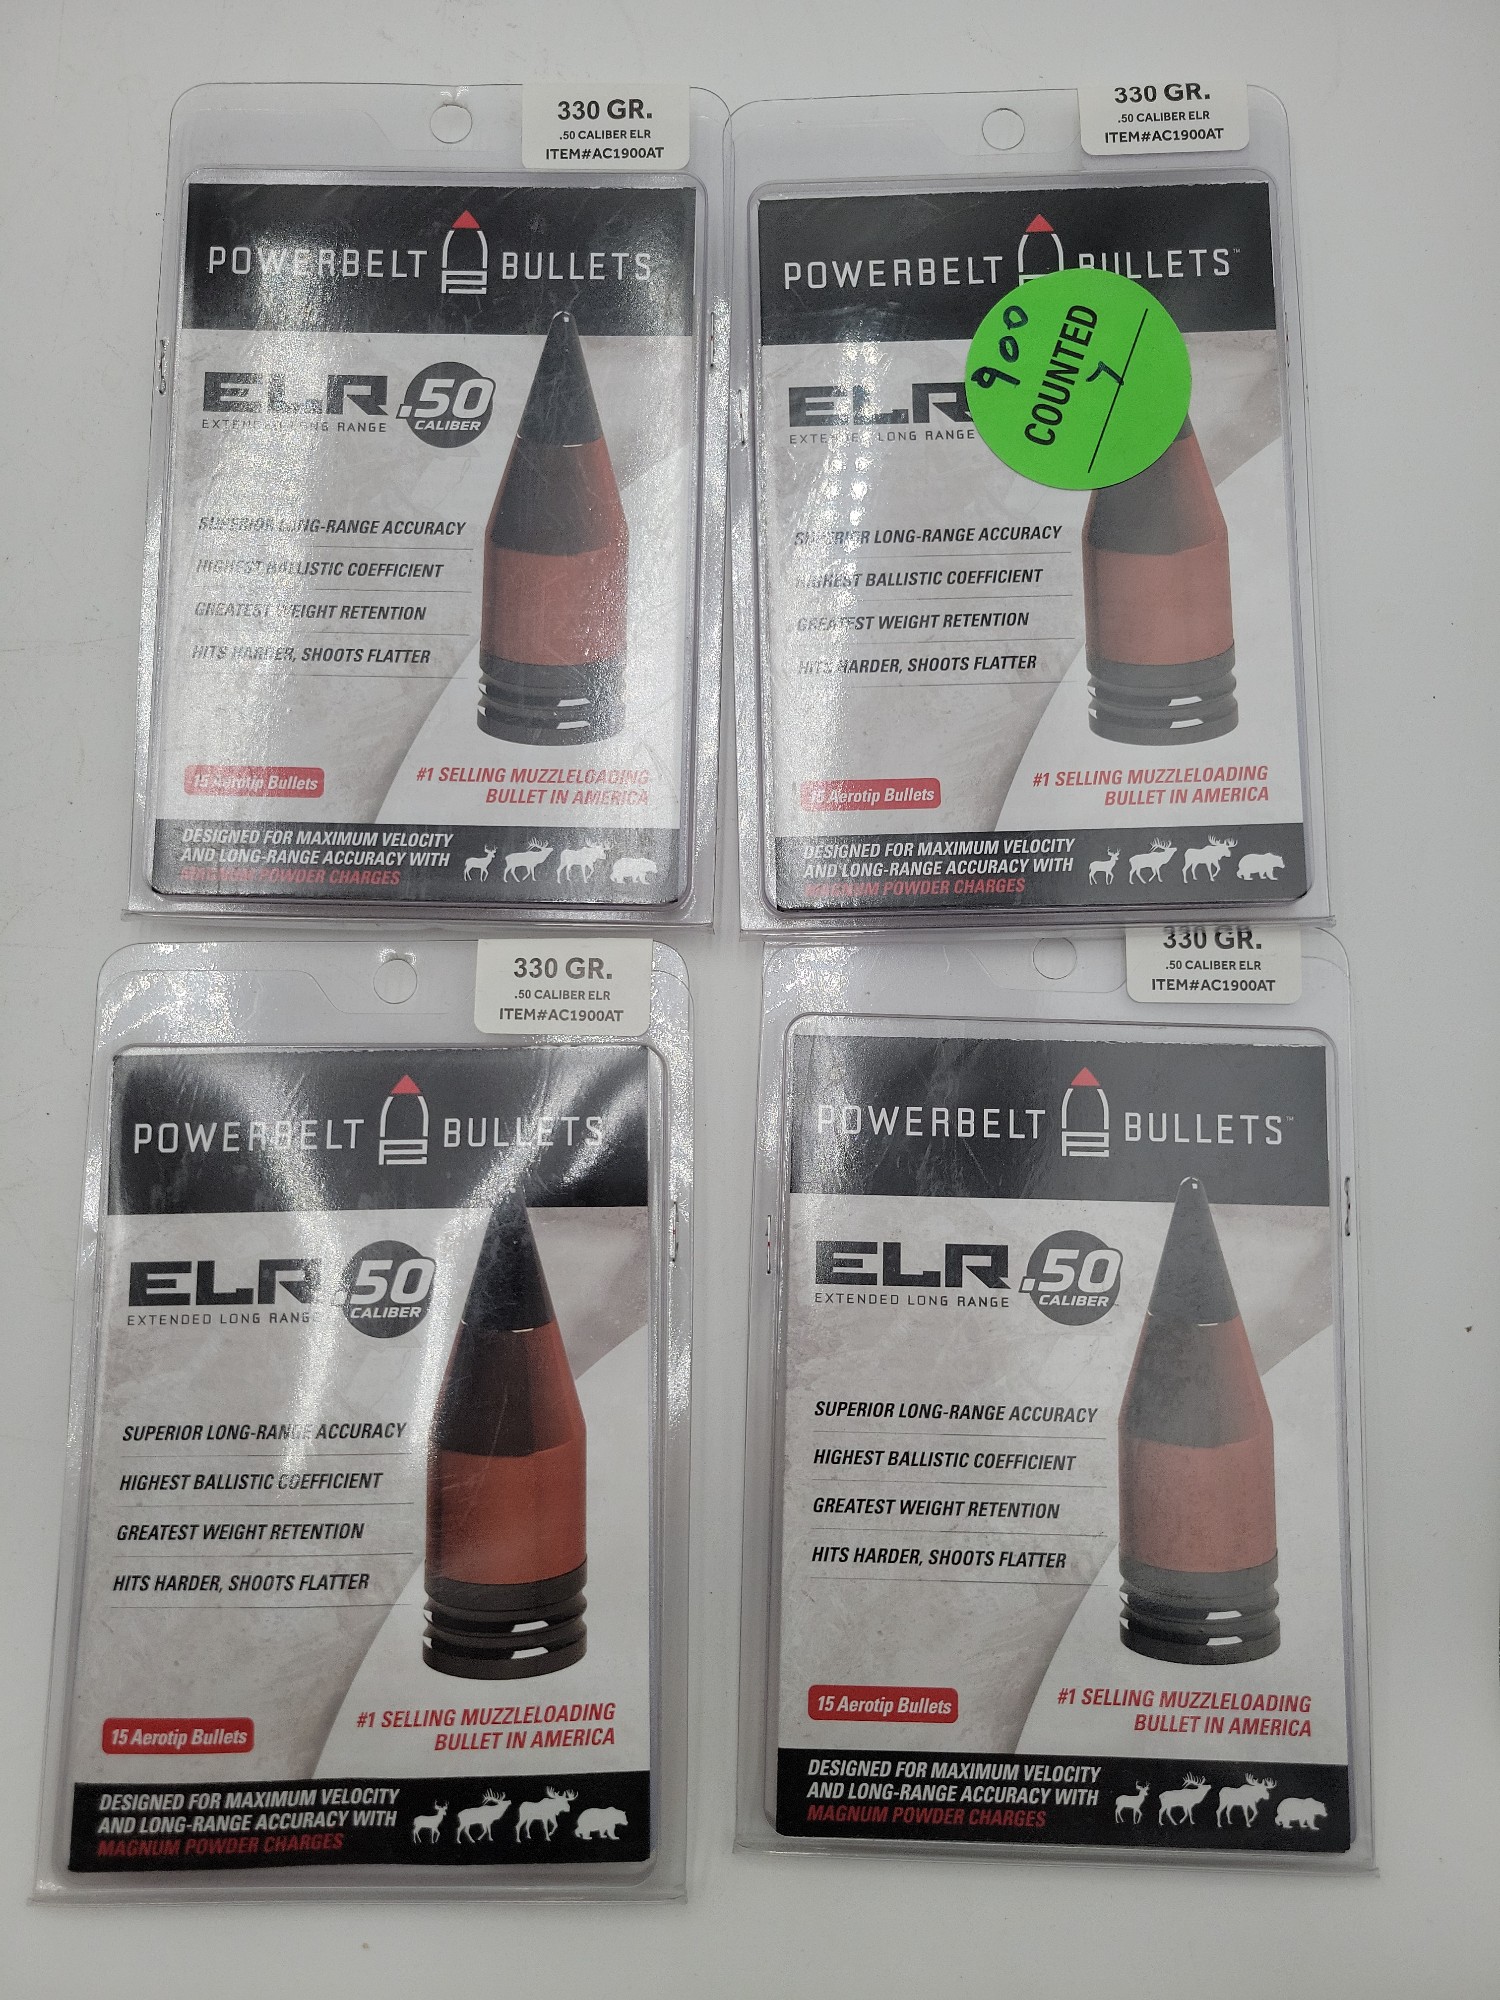 330 GR.
.50 CALIBER ELR
ITEM#AC1900AT
POWERBELT BULLETS
ELR .50
CALIBER
EXTENDED LONG RANGE
SUPERIOR LONG-RANGE ACCURACY
HIGHEST BALLISTIC COEFFICIENT
GREATEST WEIGHT RETENTION
HITS HARDER, SHOOTS FLATTER
15 Aerotip Bullets
#1 SELLING MUZZLELOADING
BULLET IN AMERICA
DESIGNED FOR MAXIMUM VELOCITY
AND LONG-RANGE ACCURACY WITH
MAGNUM POWDER CHARGES
330 GR.
.50 CALIBER ELR
ITEM#AC1900AT
POWERBELT BULLETS™
900
COUNTED
7
ELR
EXTENDED LONG RANGE
SUPERIOR LONG-RANGE ACCURACY
HIGHEST BALLISTIC COEFFICIENT
GREATEST WEIGHT RETENTION
HITS HARDER, SHOOTS FLATTER
15 Aerotip Bullets
#1 SELLING MUZZLELOADING
BULLET IN AMERICA
DESIGNED FOR MAXIMUM VELOCITY
AND LONG-RANGE ACCURACY WITH
MAGNUM POWDER CHARGES
330 GR.
.50 CALIBER ELR
ITEM#AC1900AT
POWERBELT BULLETS
ELR .50
CALIBER
EXTENDED LONG RANGE
SUPERIOR LONG-RANGE ACCURACY
HIGHEST BALLISTIC COEFFICIENT
GREATEST WEIGHT RETENTION
HITS HARDER, SHOOTS FLATTER
15 Aerotip Bullets
#1 SELLING MUZZLELOADING
BULLET IN AMERICA
DESIGNED FOR MAXIMUM VELOCITY
AND LONG-RANGE ACCURACY WITH
MAGNUM POWDER CHARGES
330 GR.
.50 CALIBER ELR
ITEM#AC1900AT
POWERBELT BULLETS™
ELR .50
CALIBER
EXTENDED LONG RANGE
SUPERIOR LONG-RANGE ACCURACY
HIGHEST BALLISTIC COEFFICIENT
GREATEST WEIGHT RETENTION
HITS HARDER, SHOOTS FLATTER
15 Aerotip Bullets
#1 SELLING MUZZLELOADING
BULLET IN AMERICA
DESIGNED FOR MAXIMUM VELOCITY
AND LONG-RANGE ACCURACY WITH
MAGNUM POWDER CHARGES